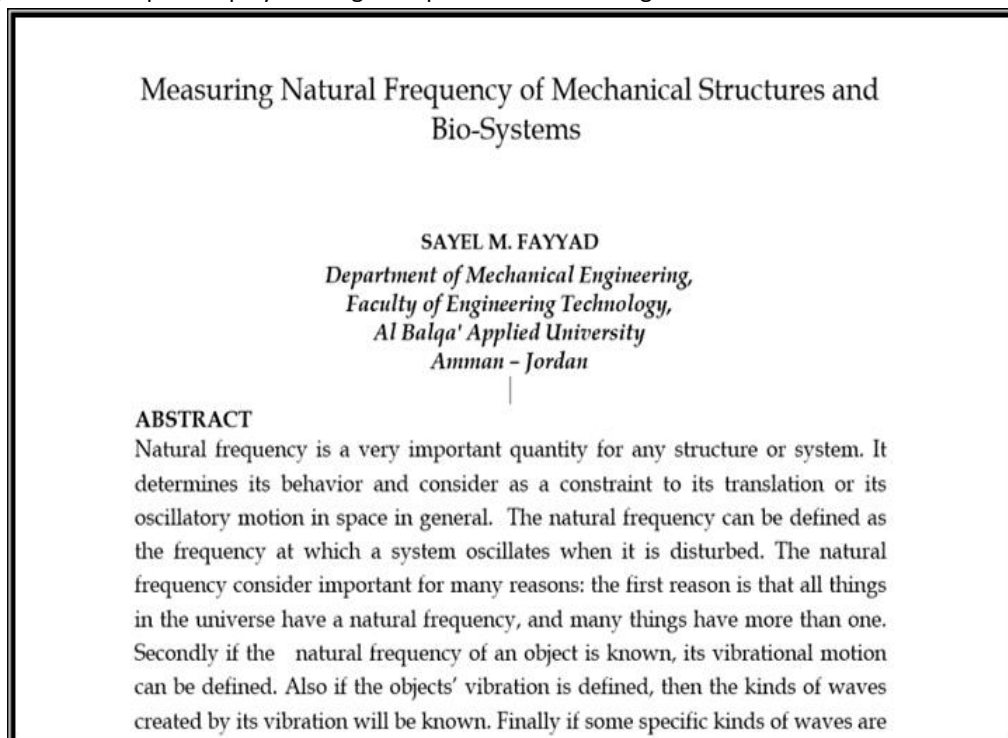 Measuring Natural Frequency of Mechanical Structures and
Bio-Systems
SAYEL M. FAYYAD
Department of Mechanical Engineering,
Faculty of Engineering Technology,
Al Balqa' Applied University
Amman – Jordan
ABSTRACT
Natural frequency is a very important quantity for any structure or system. It
determines its behavior and consider as a constraint to its translation or its
oscillatory motion in space in general. The natural frequency can be defined as
the frequency at which a system oscillates when it is disturbed. The natural
frequency consider important for many reasons: the first reason is that all things
in the universe have a natural frequency, and many things have more than one.
Secondly if the natural frequency of an object is known, its vibrational motion
can be defined. Also if the objects' vibration is defined, then the kinds of waves
created by its vibration will be known. Finally if some specific kinds of waves are